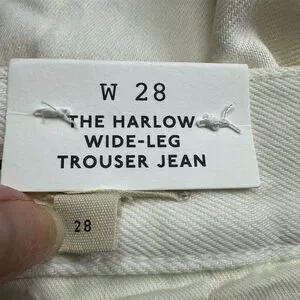 W 28
THE HARLOW
WIDE-LEG
TROUSER JEAN
28